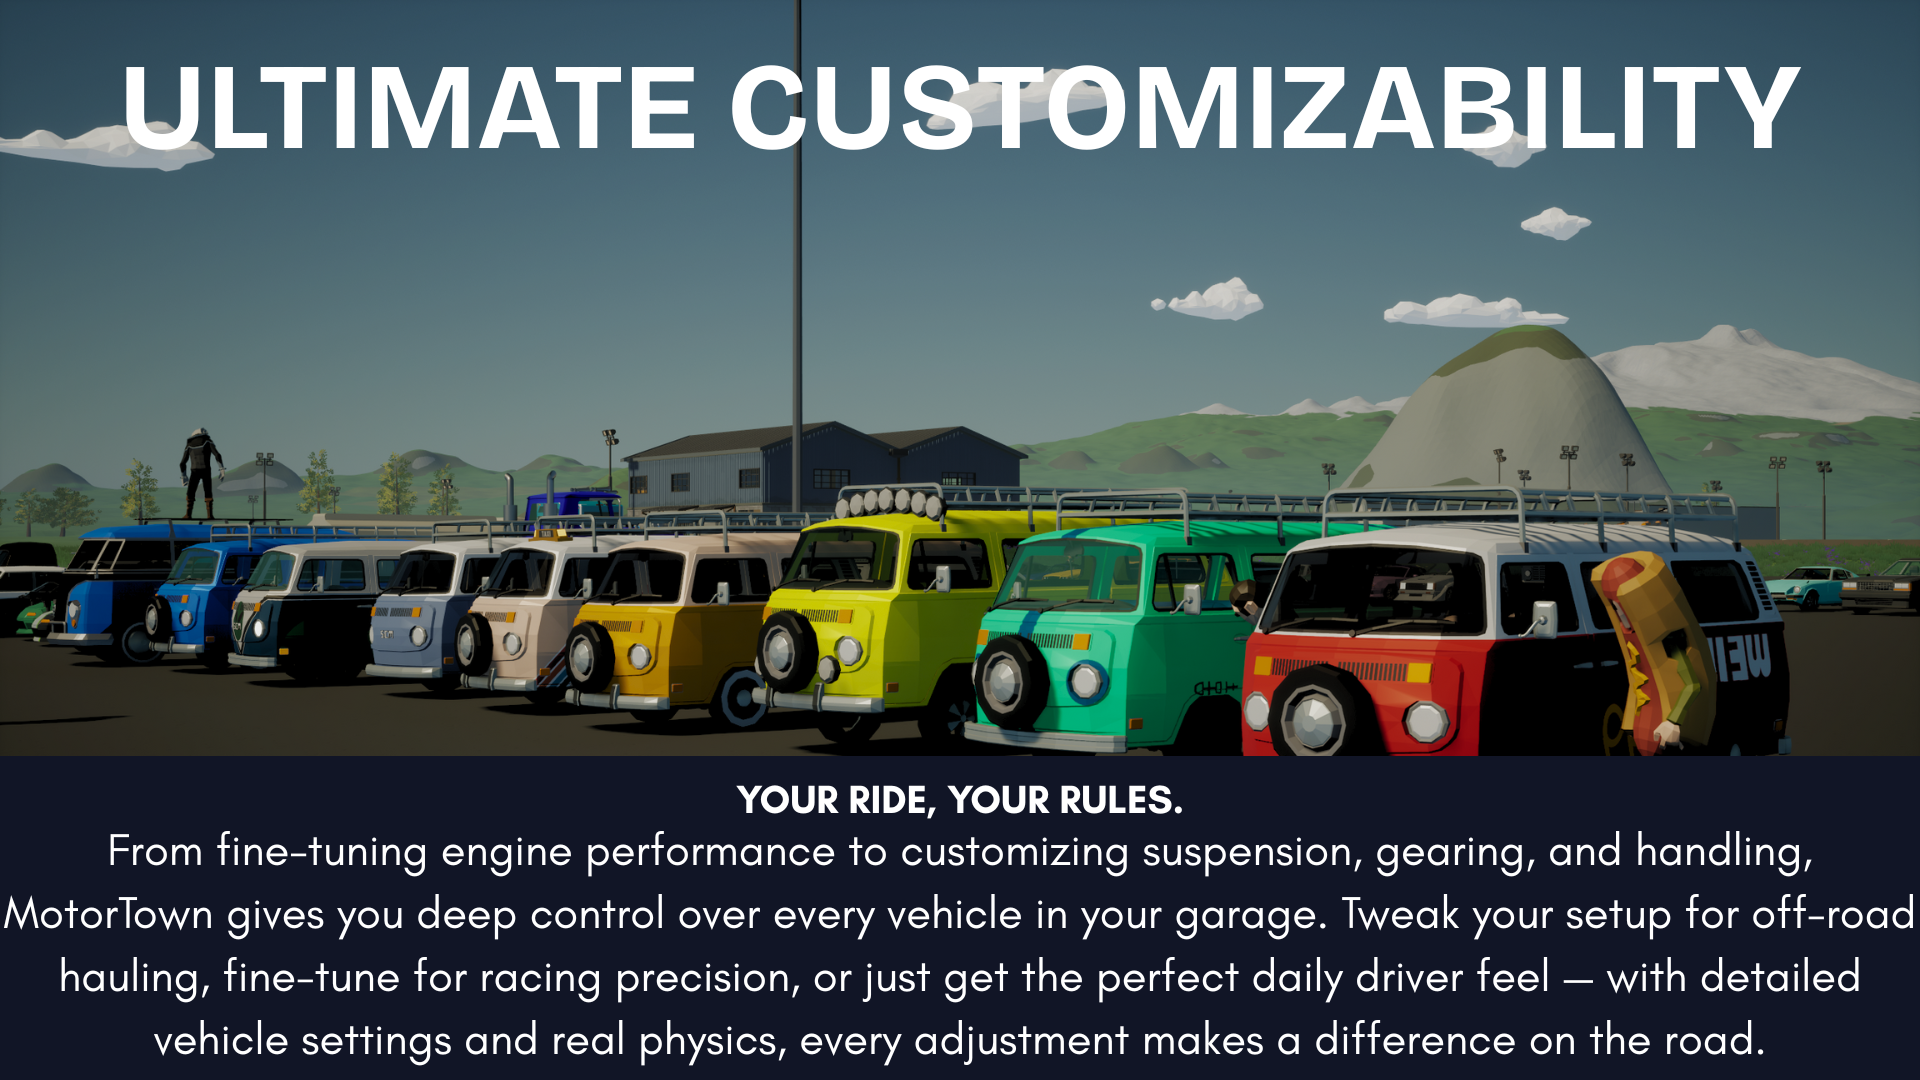 ULTIMATE CUSTOMIZABILITY
YOUR RIDE, YOUR RULES.
From fine-tuning engine performance to customizing suspension, gearing, and handling,
MotorTown gives you deep control over every vehicle in your garage. Tweak your setup for off-road
hauling, fine-tune for racing precision, or just get the perfect daily driver feel — with detailed
vehicle settings and real physics, every adjustment makes a difference on the road.